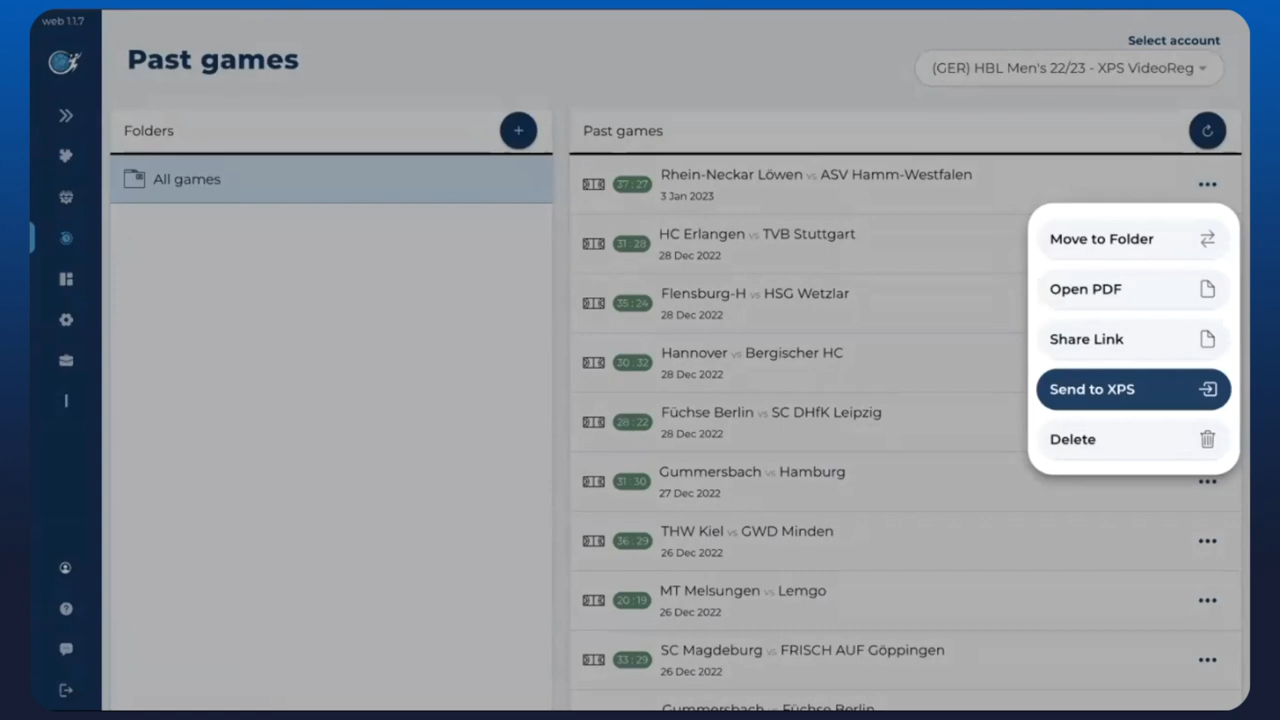 web 1.1.7
Past games
Select account
(GER) HBL Men's 22/23 - XPS VideoReg
Folders
+
All games
Past games
37 : 27
Rhein-Neckar Löwen vs ASV Hamm-Westfalen
3 Jan 2023
31 : 28
HC Erlangen vs TVB Stuttgart
28 Dec 2022
35 : 24
Flensburg-H vs HSG Wetzlar
28 Dec 2022
30 : 32
Hannover vs Bergischer HC
28 Dec 2022
28 : 22
Füchse Berlin vs SC DHfK Leipzig
28 Dec 2022
31 : 30
Gummersbach vs Hamburg
27 Dec 2022
36 : 29
THW Kiel vs GWD Minden
26 Dec 2022
20 : 19
MT Melsungen vs Lemgo
26 Dec 2022
33 : 29
SC Magdeburg vs FRISCH AUF Göppingen
26 Dec 2022
Gummersbach vs Füchse Berlin
Move to Folder
Open PDF
Share Link
Send to XPS
Delete